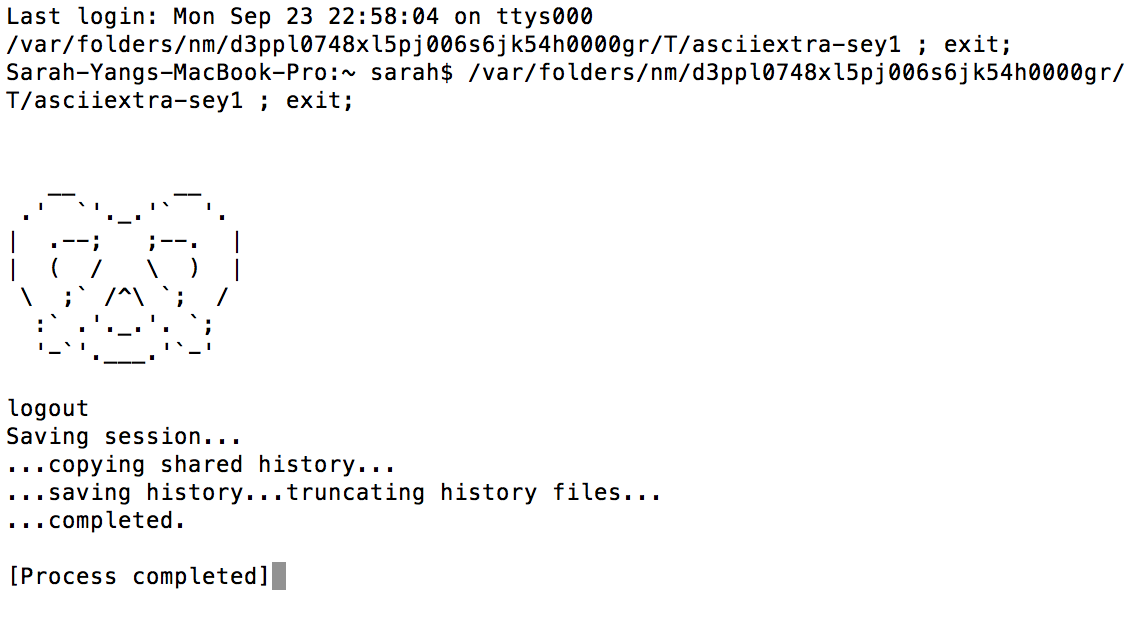 Last login: Mon Sep 23 22:58:04 on ttys000
/var/folders/nm/d3ppl0748xl5pj006s6jk54h0000gr/T/asciiextra-sey1 ; exit;
Sarah-Yangs-MacBook-Pro:~ sarah$ /var/folders/nm/d3ppl0748xl5pj006s6jk54h0000gr/
T/asciiextra-sey1 ; exit;
   __       __
 .'  `'._.'`  '.
|  .--;   ;--.  |
|  (  /   \  )  |
 \  ;` /^\ `;  /
  :` .'._.'. `;
  '-`'.___.'`-'
logout
Saving session...
...copying shared history...
...saving history...truncating history files...
...completed.
[Process completed]